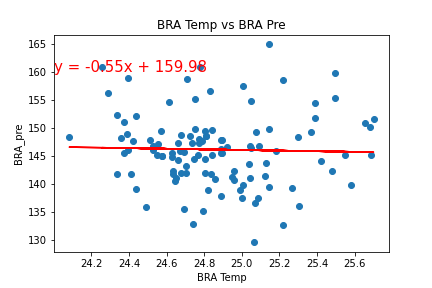 BRA Temp vs BRA Pre
y = -0.55x + 159.98
165
160
155
150
145
140
135
130
BRA_pre
24.2 24.4 24.6 24.8 25.0 25.2 25.4 25.6
BRA Temp